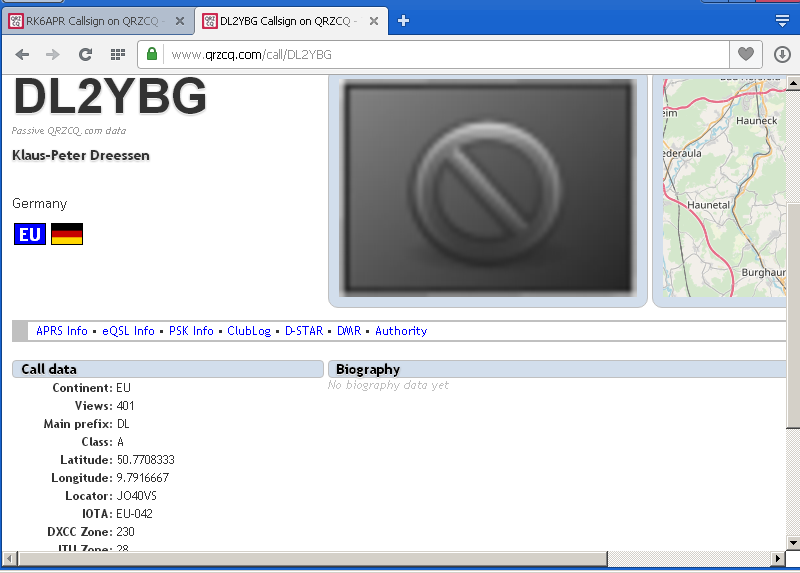 RK6APR Callsign on QRZCQ -
DL2YBG Callsign on QRZCQ -
www.qrzcq.com/call/DL2YBG
DL2YBG
Passive QRZCQ.com data
Klaus-Peter Dreessen
Germany
EU
Hauneck
ederaula
Haunetal
Burghaun
APRS Info • eQSL Info • PSK Info • ClubLog • D-STAR • DMR • Authority
Call data
Continent: EU
Views: 401
Main prefix: DL
Class: A
Latitude: 50.7708333
Longitude: 9.7916667
Locator: JO40VS
IOTA: EU-042
DXCC Zone: 230
ITU Zone: 28
Biography
No biography data yet